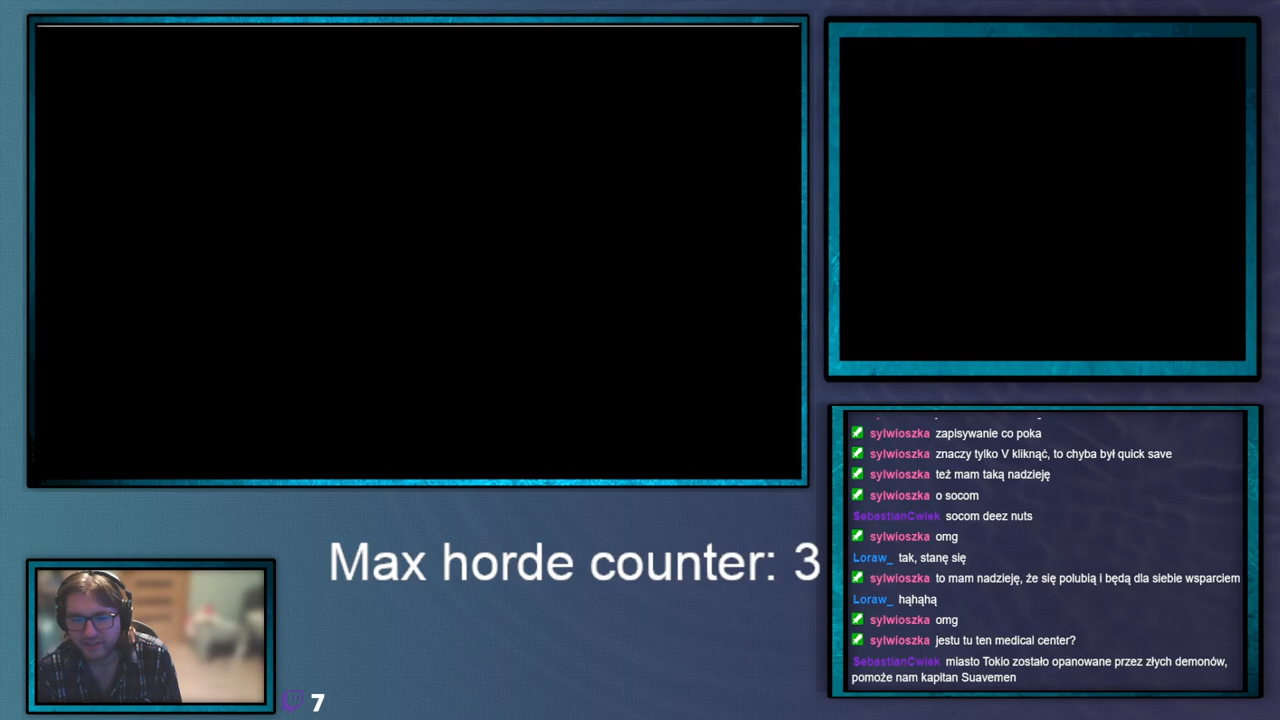 Max horde counter: 3
7
sylwioszka zapisywanie co poka
sylwioszka znaczy tylko V kliknąć, to chyba był quick save
sylwioszka też mam taką nadzieję
sylwioszka o socom
SebastianCwiek socom deez nuts
sylwioszka omg
Loraw_ tak, stanę się
sylwioszka to mam nadzieję, że się polubią i będą dla siebie wsparciem
Loraw_ hąhąhą
sylwioszka omg
sylwioszka jestu tu ten medical center?
SebastianCwiek miasto Tokio zostało opanowane przez złych demonów,
pomoże nam kapitan Suavemen